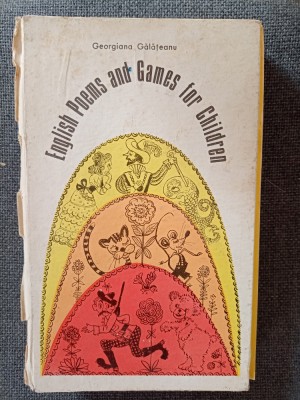 Georgiana Gălățeanu
English Poems and Games for Children